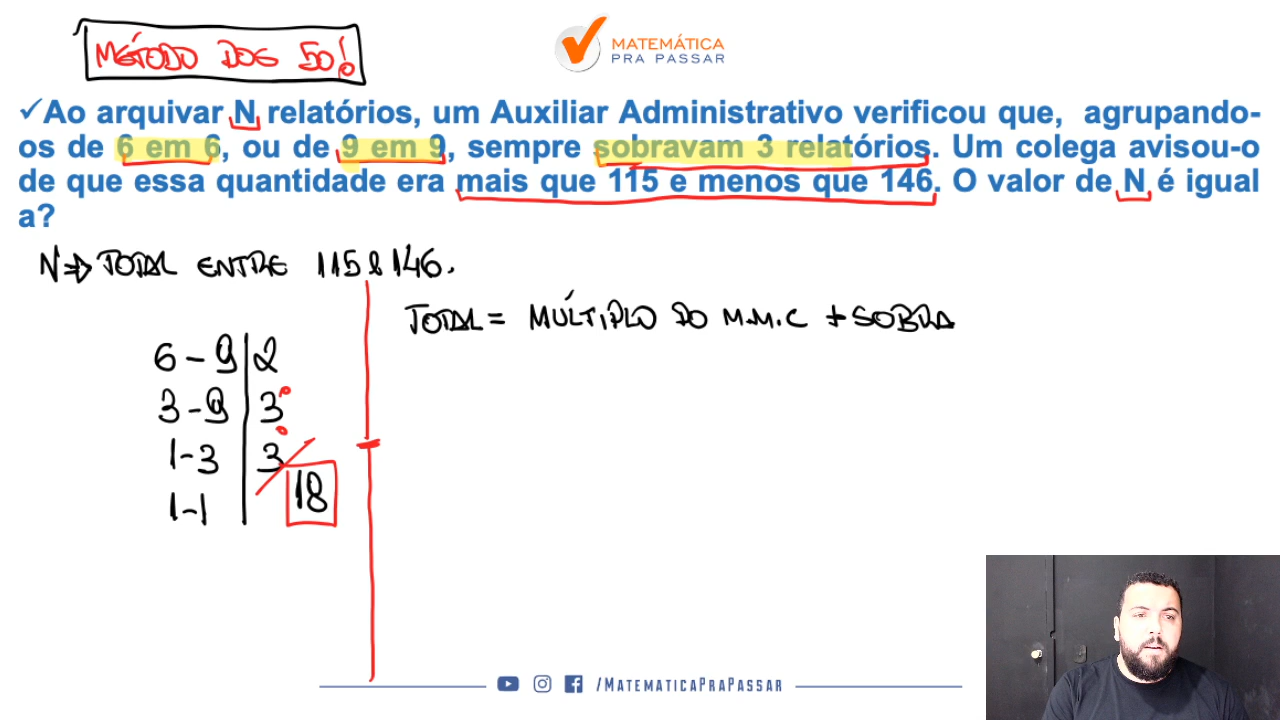 MÉTODO DOS 50!
MATEMÁTICA
PRA PASSAR
✓Ao arquivar N relatórios, um Auxiliar Administrativo verificou que, agrupando-
os de 6 em 6, ou de 9 em 9, sempre sobravam 3 relatórios. Um colega avisou-o
de que essa quantidade era mais que 115 e menos que 146. O valor de N é igual
a?
N⇒ TOTAL ENTRE 115 & 146.
TOTAL = MÚLTIPLO DO M.M.C + SOBRA
6 - 9 | 2
3 - 9 | 3
1 - 3 | 3
1 - 1 | 18
/MATEMATICAPRAPASSAR